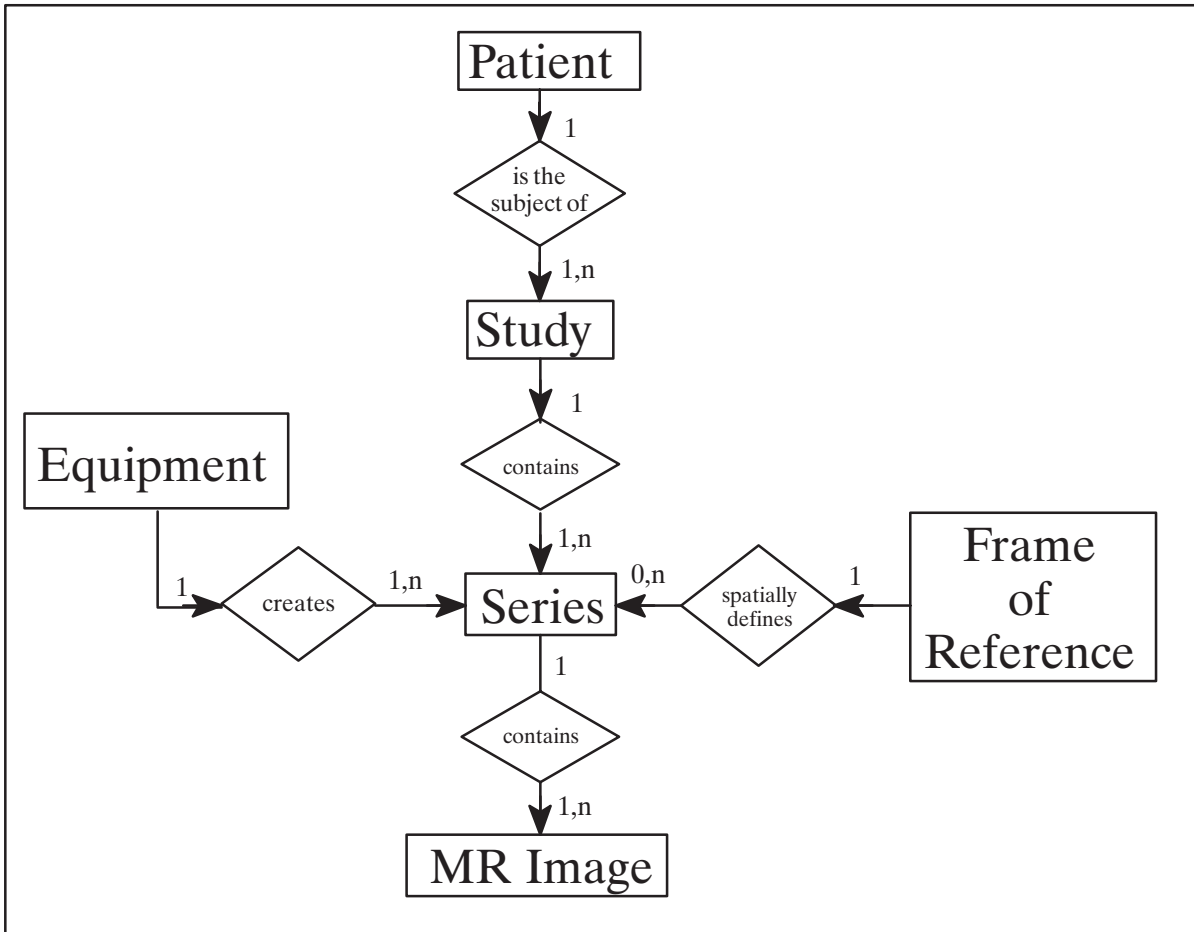 Patient
1
is the
subject of
1,n
Study
1
contains
1,n
Equipment
1
creates
1,n
Series
0,n
spatially
defines
1
Frame
of
Reference
1
contains
1,n
MR Image